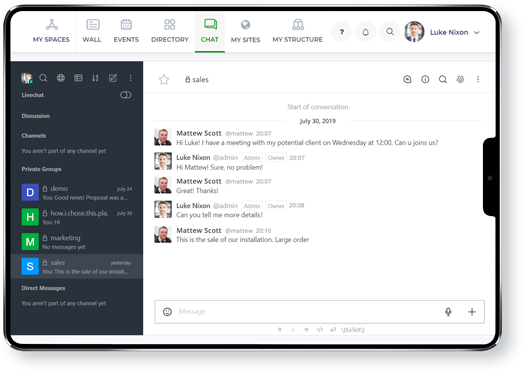 MY SPACES WALL EVENTS DIRECTORY CHAT MY SITES MY STRUCTURE ? Luke Nixon
sales
Livechat
Discussion
Channels
You aren't part of any channel yet
Private Groups
D demo July 24
You: Good news! Proposal was a...
H how.i.chose.this.pla. July 20
You: Hi
M marketing
No messages yet
S sales yesterday
You: This is the sale of our install...
Direct Messages
You aren't part of any channel yet
Start of conversation
July 30, 2019
Mattew Scott @mattew 20:07
Hi Luke! I have a meeting with my potential client on Wednesday at 12:00, Can u joins us?
Luke Nixon @admin Admin Owner 20:07
Hi Mattew! Sure, no problem!
Mattew Scott @mattew 20:07
Great! Thanks!
Luke Nixon @admin Admin Owner 20:08
Can you tell me more details?
Mattew Scott @mattew 20:10
This is the sale of our installation. Large order
Message